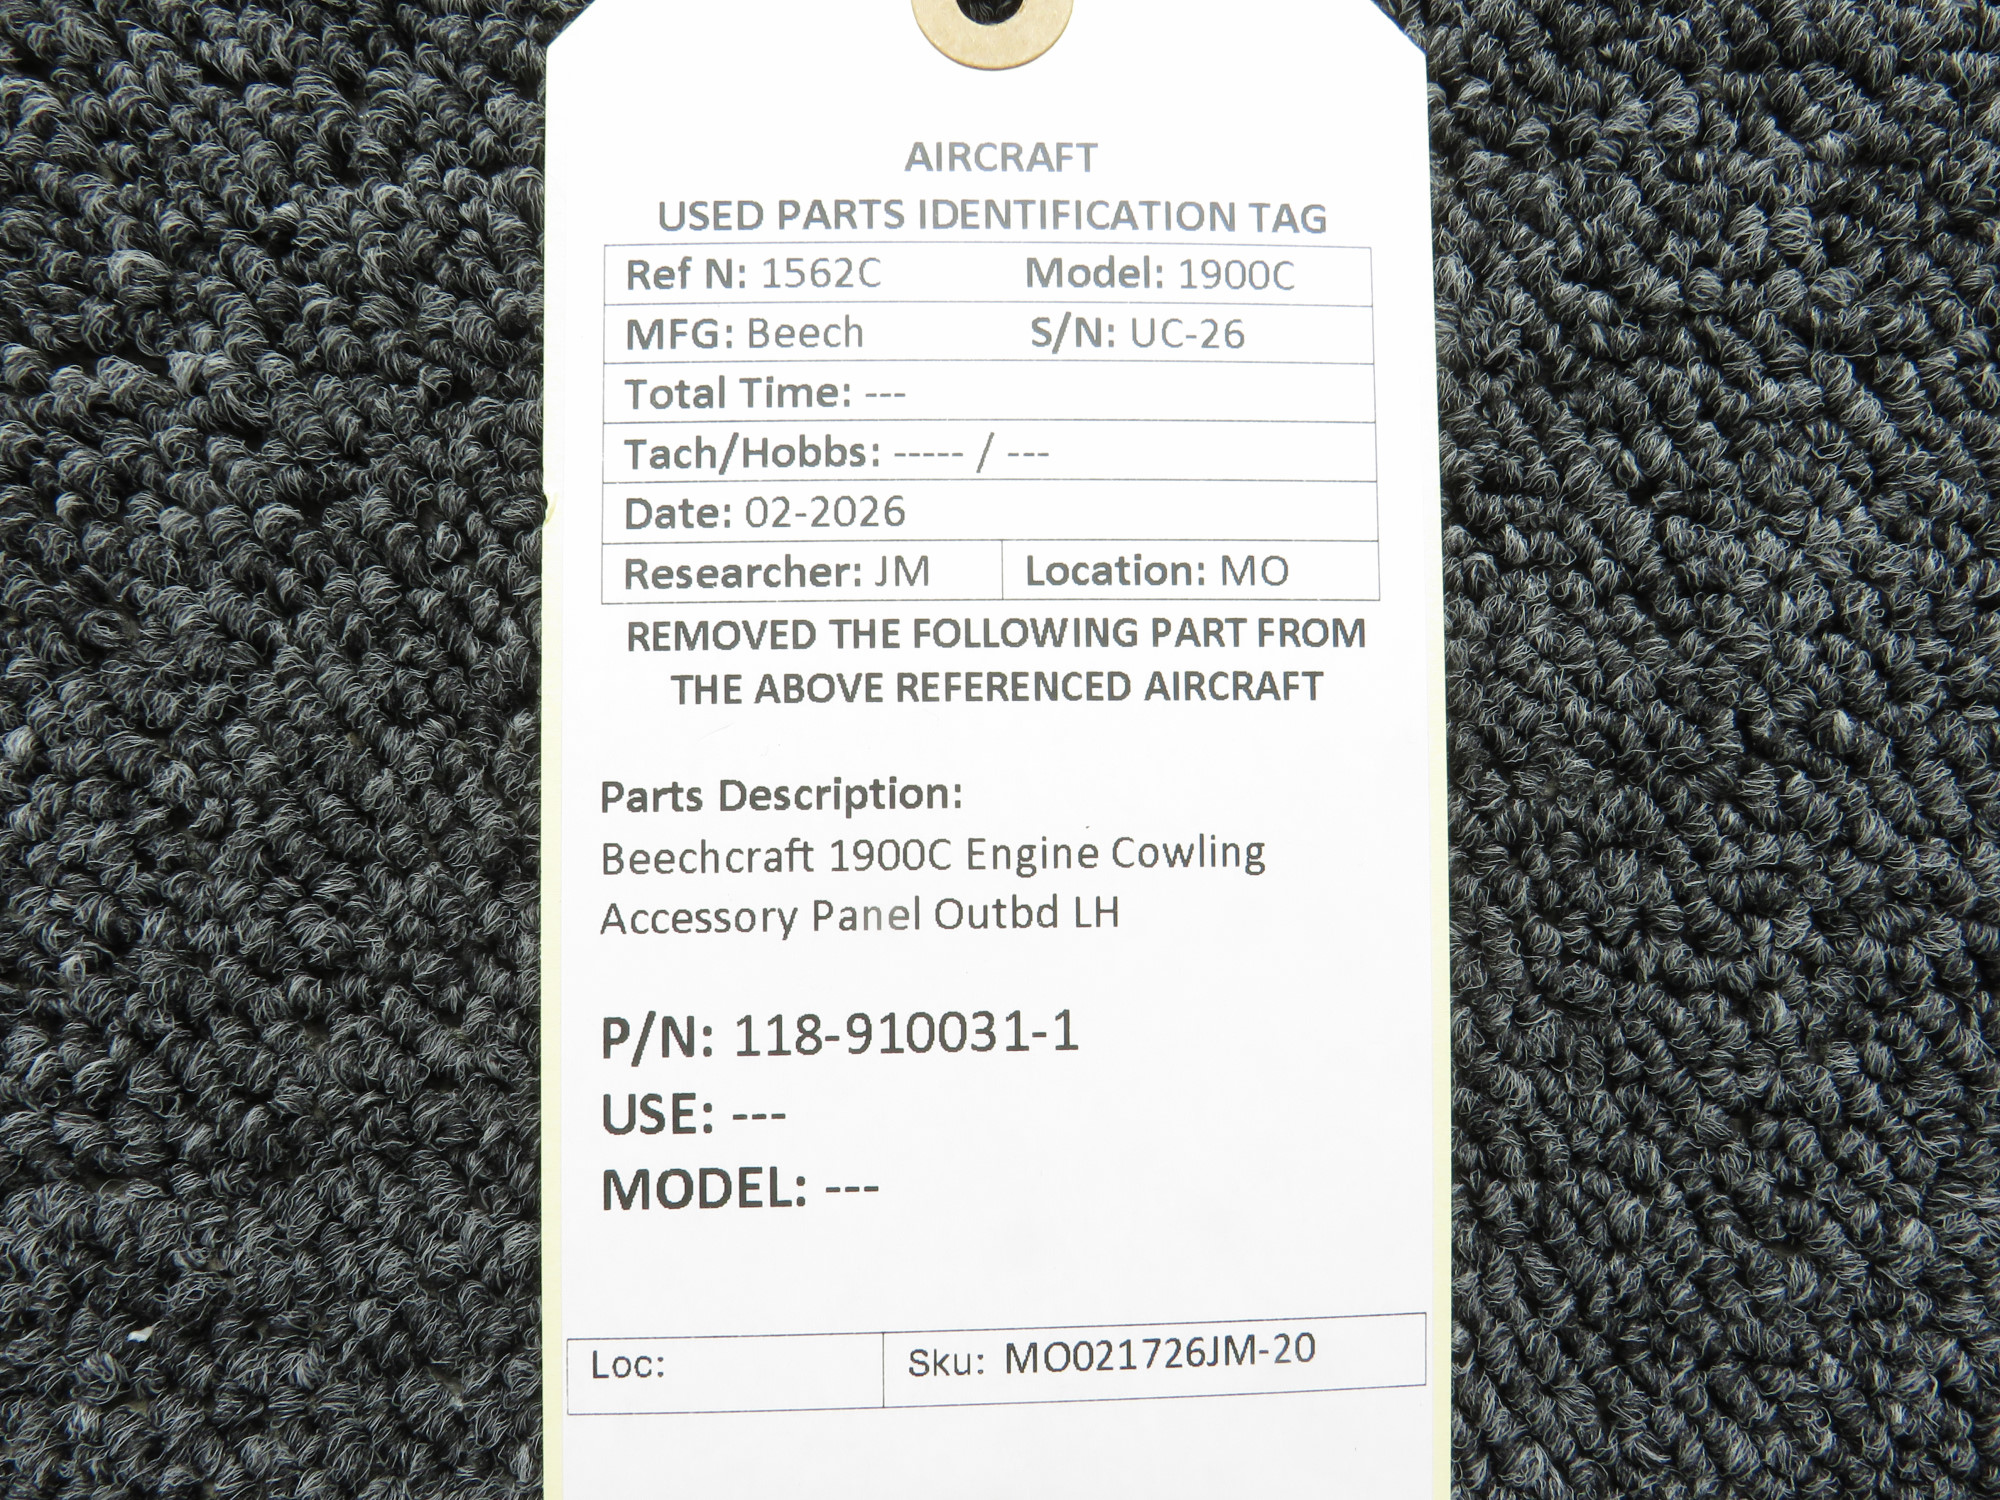 AIRCRAFT
USED PARTS IDENTIFICATION TAG
Ref N: 1562C Model: 1900C
MFG: Beech S/N: UC-26
Total Time: ---
Tach/Hobbs: ----- / ---
Date: 02-2026
Researcher: JM Location: MO
REMOVED THE FOLLOWING PART FROM
THE ABOVE REFERENCED AIRCRAFT
Parts Description:
Beechcraft 1900C Engine Cowling
Accessory Panel Outbd LH
P/N: 118-910031-1
USE: ---
MODEL: ---
Loc: Sku: MO021726JM-20